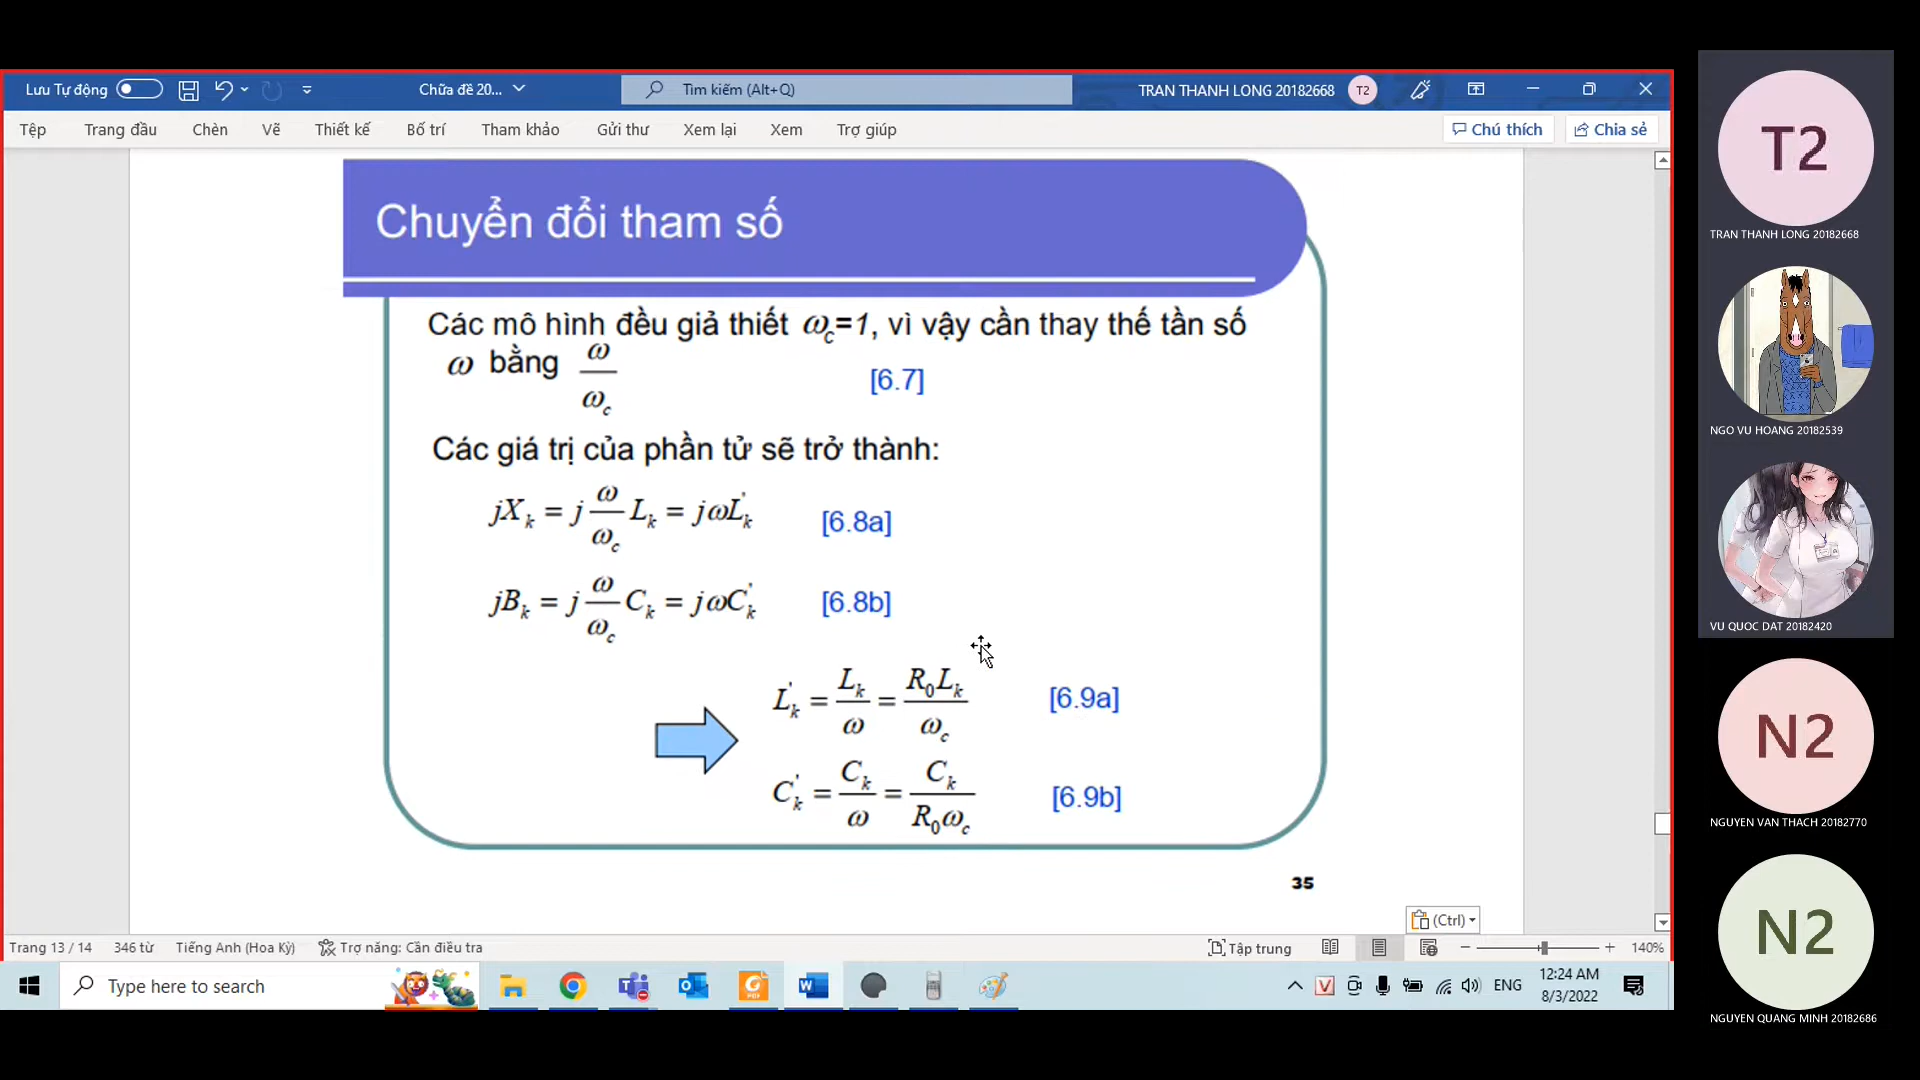 Lưu Tự động
Chữa đề 20...
Tìm kiếm (Alt+Q)
TRAN THANH LONG 20182668
T2
Tệp Trang đầu Chèn Vẽ Thiết kế Bố trí Tham khảo Gửi thư Xem lại Xem Trợ giúp
Chú thích
Chia sẻ
Chuyển đổi tham số
Các mô hình đều giả thiết ω_c=1, vì vậy cần thay thế tần số
ω bằng ω/ω_c [6.7]
Các giá trị của phần tử sẽ trở thành:
jX_k = j ω/ω_c L_k = jωL'_k [6.8a]
jB_k = j ω/ω_c C_k = jωC'_k [6.8b]
L'_k = L_k/ω = R_0L_k/ω_c [6.9a]
C'_k = C_k/ω = C_k/R_0ω_c [6.9b]
35
(Ctrl)
Trang 13 / 14 346 từ Tiếng Anh (Hoa Kỳ) Trợ năng: Cần điều tra
Tập trung
140%
Type here to search
ENG
12:24 AM
8/3/2022
T2
TRAN THANH LONG 20182668
NGO VU HOANG 20182539
VU QUOC DAT 20182420
N2
NGUYEN VAN THACH 20182770
N2
NGUYEN QUANG MINH 20182686